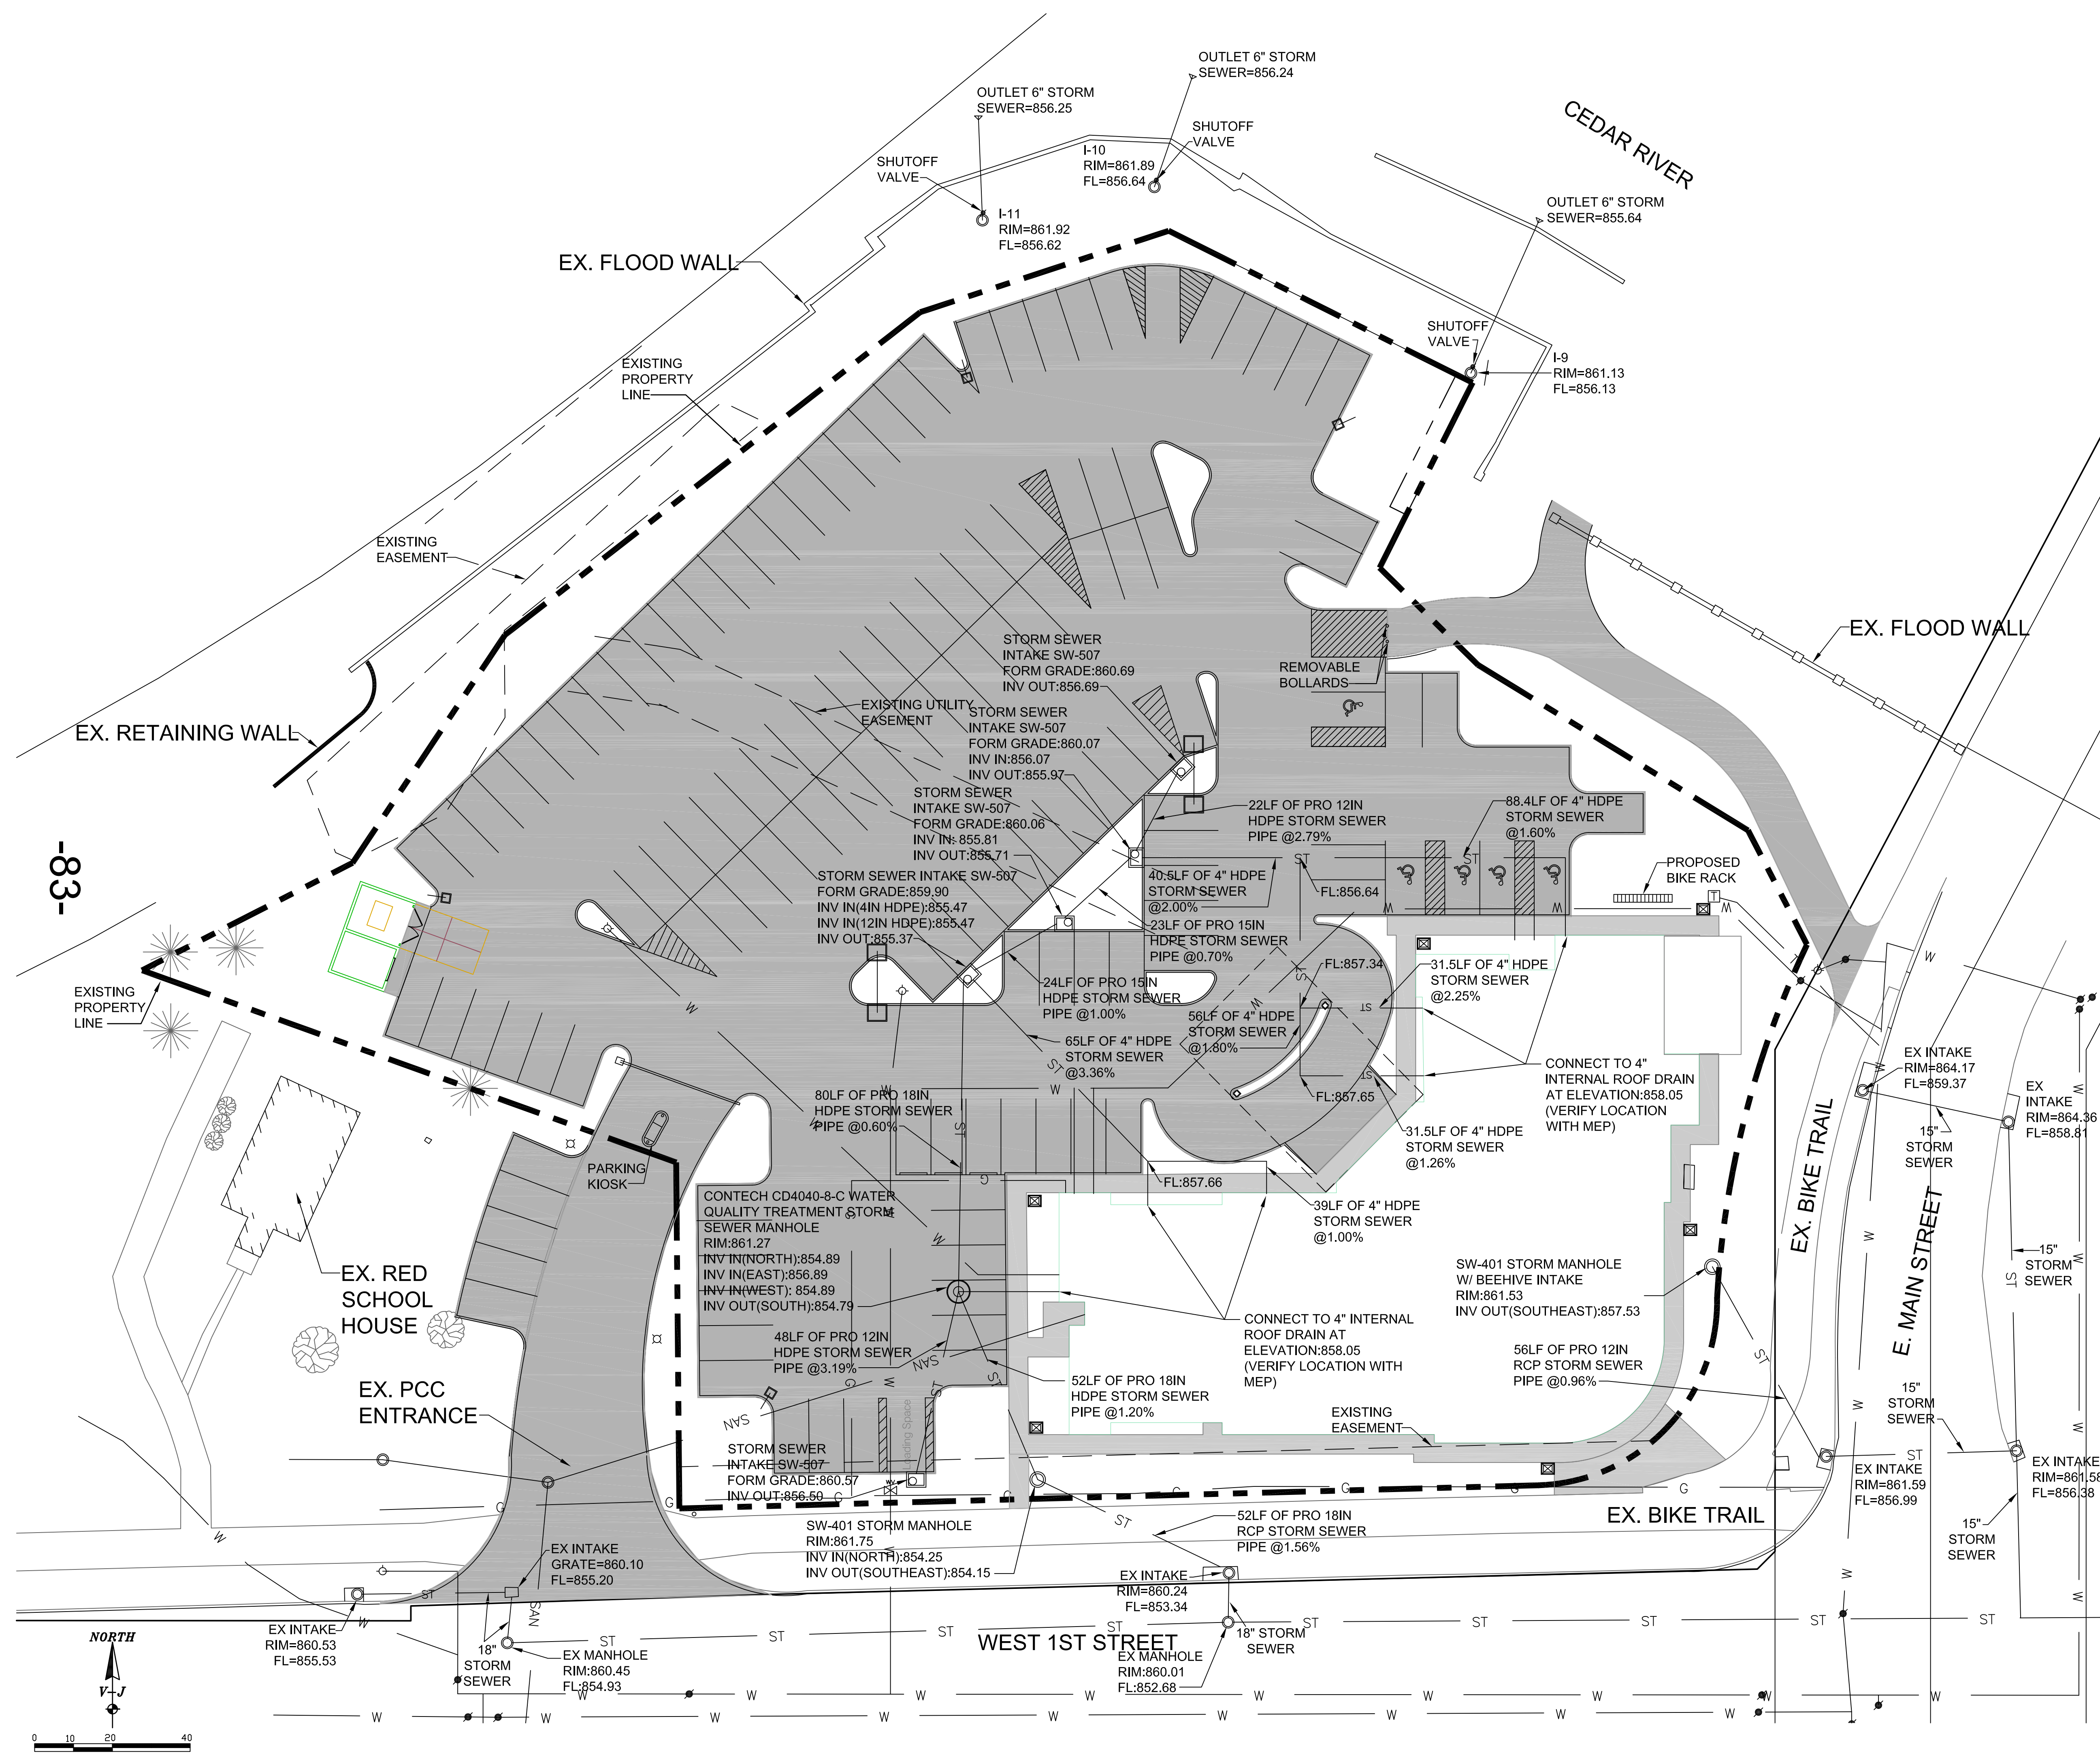 OUTLET 6" STORM
SEWER=856.24
OUTLET 6" STORM
SEWER=856.25
CEDAR RIVER
SHUTOFF
VALVE
I-10
RIM=861.89
FL=856.64
SHUTOFF
VALVE
OUTLET 6" STORM
SEWER=855.64
I-11
RIM=861.92
FL=856.62
EX. FLOOD WALL
SHUTOFF
VALVE
I-9
RIM=861.13
FL=856.13
EXISTING
PROPERTY
LINE
EXISTING
EASEMENT
EX. FLOOD WALL
STORM SEWER
INTAKE SW-507
FORM GRADE:860.69
INV OUT:856.69
REMOVABLE
BOLLARDS
EXISTING UTILITY
EASEMENT
STORM SEWER
INTAKE SW-507
FORM GRADE:860.07
INV IN:856.07
INV OUT:855.97
EX. RETAINING WALL
STORM SEWER
INTAKE SW-507
FORM GRADE:860.06
INV IN: 855.81
INV OUT:855.71
22LF OF PRO 12IN
HDPE STORM SEWER
PIPE @2.79%
88.4LF OF 4" HDPE
STORM SEWER
@1.60%
-83-
STORM SEWER INTAKE SW-507
FORM GRADE:859.90
INV IN(4IN HDPE):855.47
INV IN(12IN HDPE):855.47
INV OUT:855.37
40.5LF OF 4" HDPE
STORM SEWER
@2.00%
FL:856.64
PROPOSED
BIKE RACK
T
23LF OF PRO 15IN
HDPE STORM SEWER
PIPE @0.70%
FL:857.34
31.5LF OF 4" HDPE
STORM SEWER
@2.25%
EXISTING
PROPERTY
LINE
24LF OF PRO 15IN
HDPE STORM SEWER
PIPE @1.00%
56LF OF 4" HDPE
STORM SEWER
@1.80%
65LF OF 4" HDPE
STORM SEWER
@3.36%
CONNECT TO 4"
INTERNAL ROOF DRAIN
AT ELEVATION:858.05
(VERIFY LOCATION
WITH MEP)
EX INTAKE
RIM=864.17
FL=859.37
EX
INTAKE
RIM=864.36
FL=858.81
80LF OF PRO 18IN
HDPE STORM SEWER
PIPE @0.60%
FL:857.65
31.5LF OF 4" HDPE
STORM SEWER
@1.26%
15"
STORM
SEWER
PARKING
KIOSK
FL:857.66
39LF OF 4" HDPE
STORM SEWER
@1.00%
CONTECH CD4040-8-C WATER
QUALITY TREATMENT STORM
SEWER MANHOLE
RIM:861.27
INV IN(NORTH):854.89
INV IN(EAST):856.89
INV IN(WEST): 854.89
INV OUT(SOUTH):854.79
EX. BIKE TRAIL
E. MAIN STREET
15"
STORM
SEWER
EX. RED
SCHOOL
HOUSE
SW-401 STORM MANHOLE
W/ BEEHIVE INTAKE
RIM:861.53
INV OUT(SOUTHEAST):857.53
CONNECT TO 4" INTERNAL
ROOF DRAIN AT
ELEVATION:858.05
(VERIFY LOCATION WITH
MEP)
48LF OF PRO 12IN
HDPE STORM SEWER
PIPE @3.19%
56LF OF PRO 12IN
RCP STORM SEWER
PIPE @0.96%
52LF OF PRO 18IN
HDPE STORM SEWER
PIPE @1.20%
EX. PCC
ENTRANCE
15"
STORM
SEWER
EXISTING
EASEMENT
Loading Space
STORM SEWER
INTAKE SW-507
FORM GRADE:860.57
INV OUT:856.50
EX INTAKE
RIM=861.59
FL=856.99
EX INTAKE
RIM=861.58
FL=856.38
EX. BIKE TRAIL
SW-401 STORM MANHOLE
RIM:861.75
INV IN(NORTH):854.25
INV OUT(SOUTHEAST):854.15
52LF OF PRO 18IN
RCP STORM SEWER
PIPE @1.56%
15"
STORM
SEWER
EX INTAKE
GRATE=860.10
FL=855.20
EX INTAKE
RIM=860.24
FL=853.34
EX INTAKE
RIM=860.53
FL=855.53
18"
STORM
SEWER
EX MANHOLE
RIM:860.45
FL:854.93
WEST 1ST STREET
EX MANHOLE
RIM:860.01
FL:852.68
18" STORM
SEWER
NORTH
V-J
0 10 20 40
ST
SAN
W
G